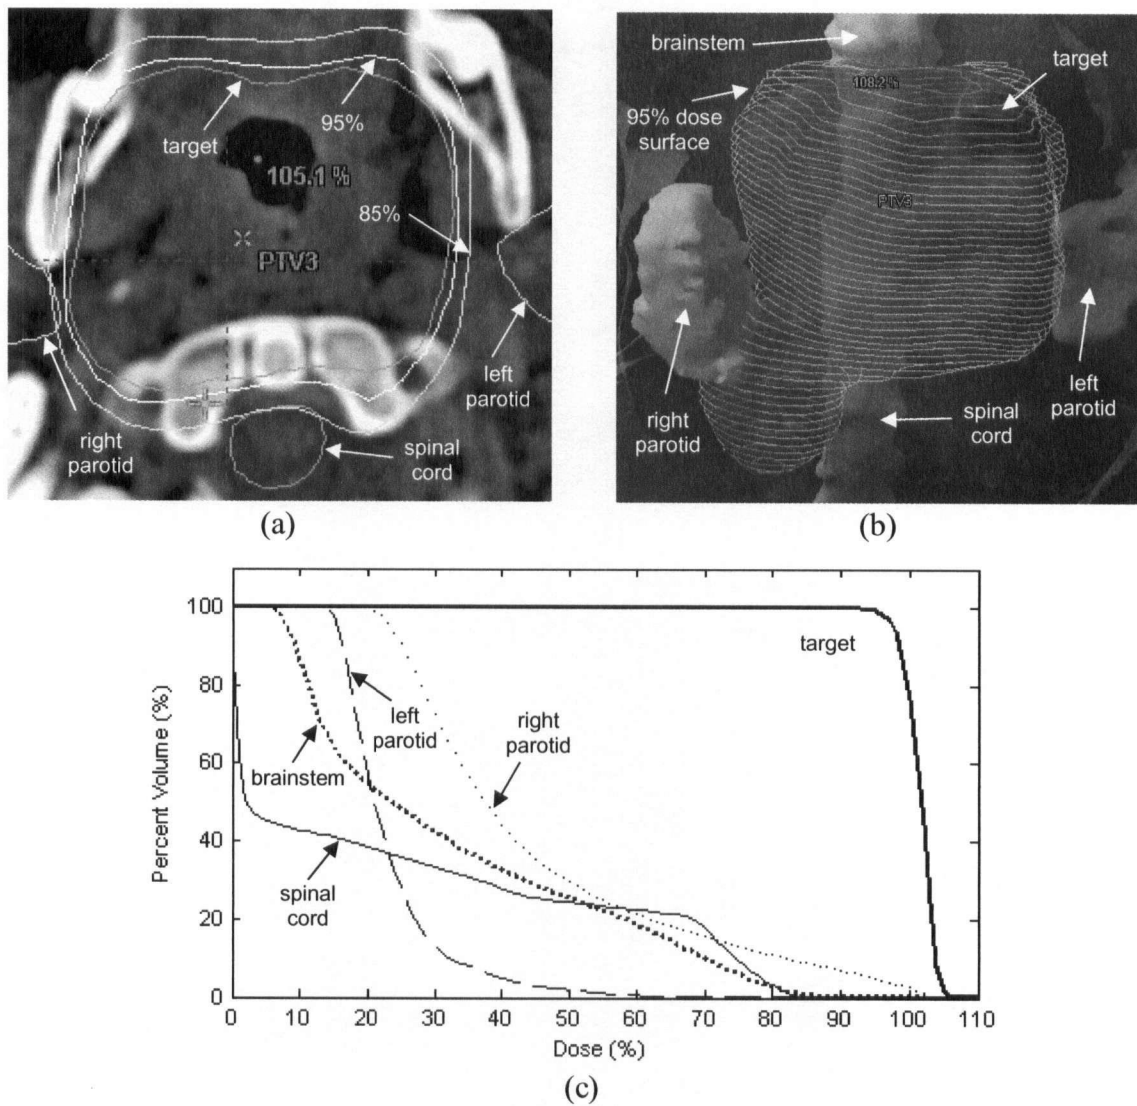 target
95%
105.1 %
85%
PTV3
left
parotid
right
parotid
spinal
cord
(a)
brainstem
108.2 %
target
95% dose
surface
PTV3
right
parotid
spinal
cord
left
parotid
(b)
100
80
60
40
20
0
Percent Volume (%)
target
left
parotid
right
parotid
brainstem
spinal
cord
0 10 20 30 40 50 60 70 80 90 100 110
Dose (%)
(c)